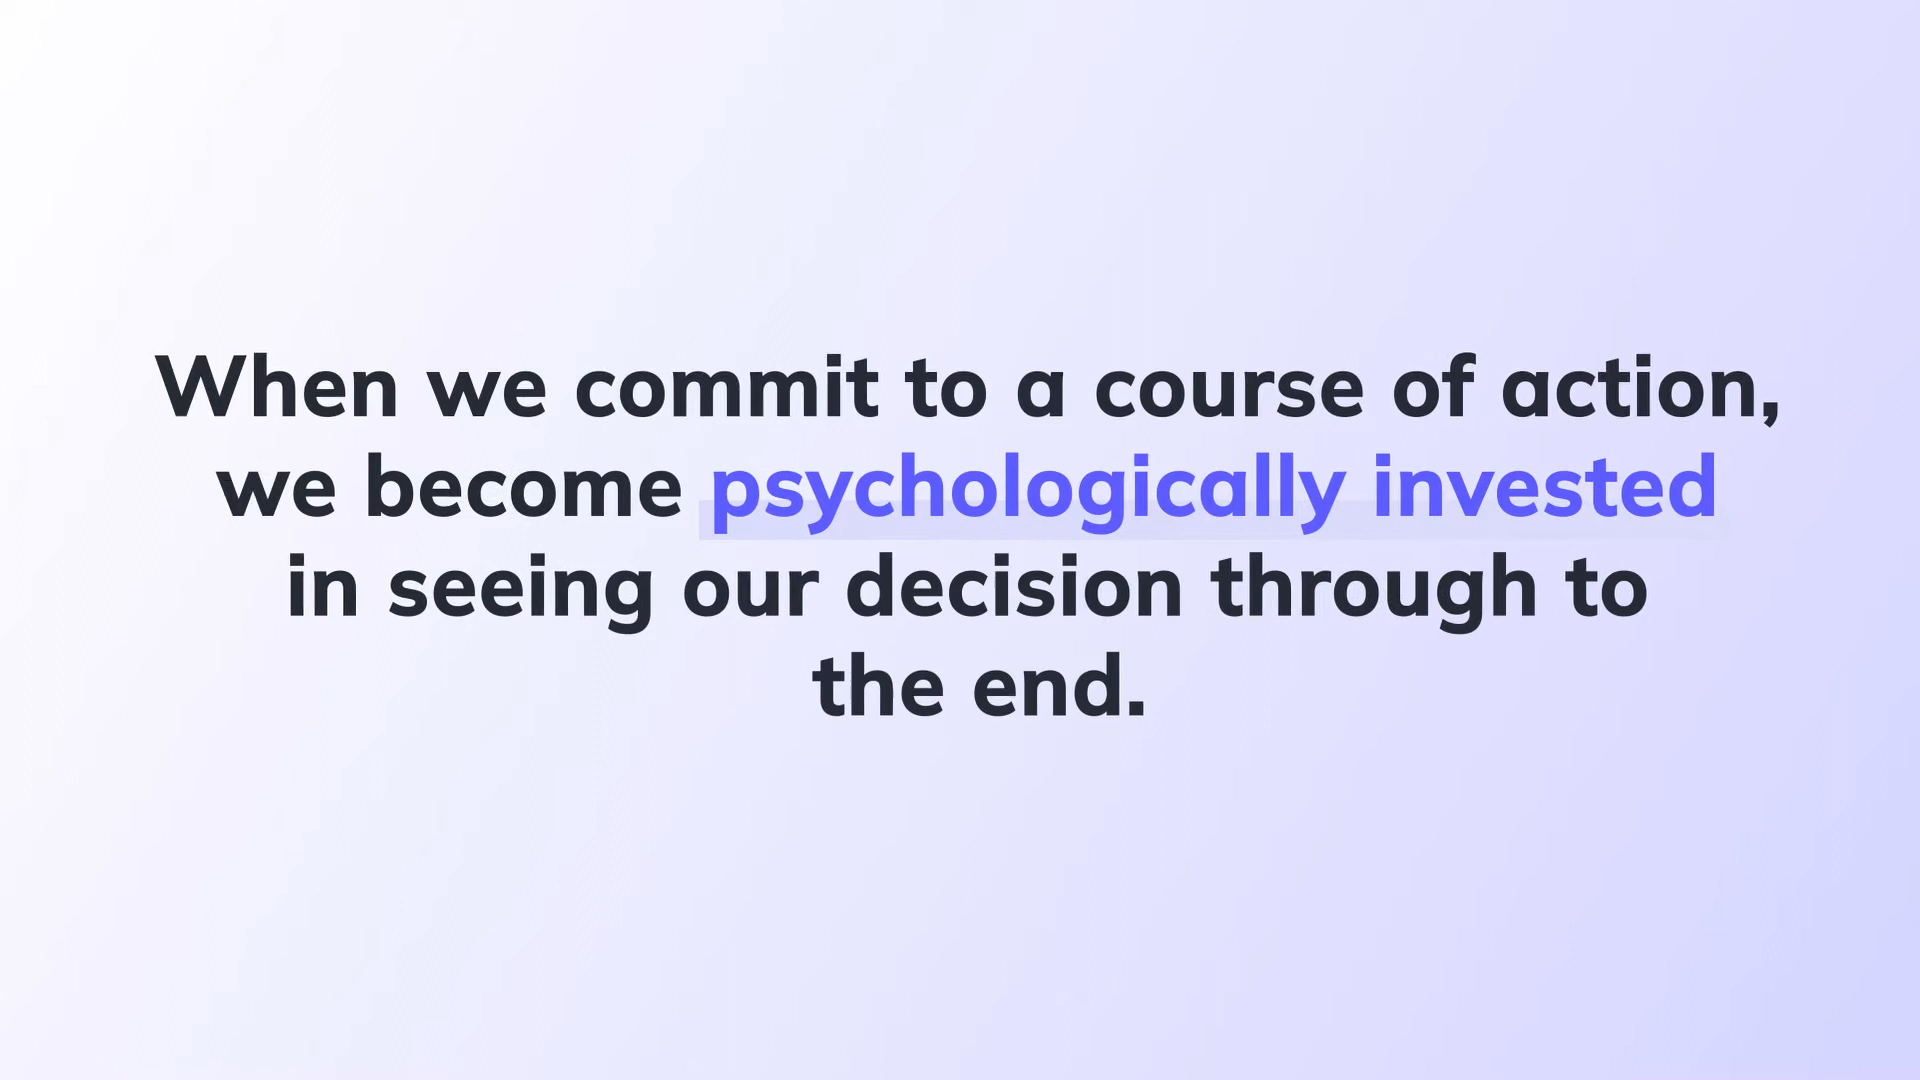 When we commit to a course of action,
we become psychologically invested
in seeing our decision through to
the end.